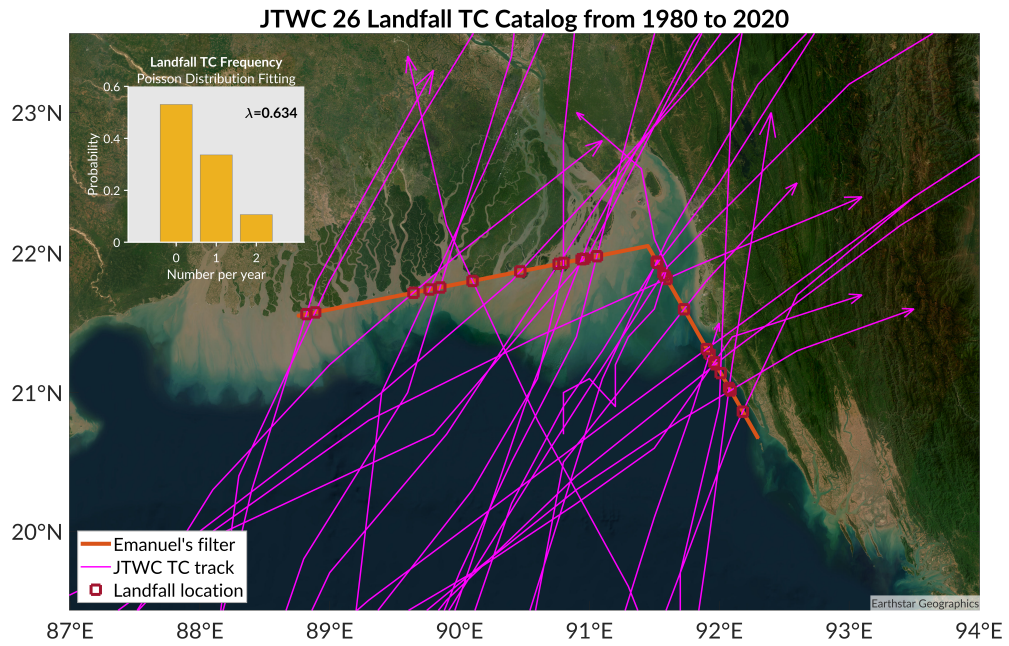 JTWC 26 Landfall TC Catalog from 1980 to 2020
Landfall TC Frequency
Poisson Distribution Fitting
λ=0.634
Probability
0.6
0.4
0.2
0
0 1 2
Number per year
23°N
22°N
21°N
20°N
Emanuel's filter
JTWC TC track
Landfall location
Earthstar Geographics
87°E 88°E 89°E 90°E 91°E 92°E 93°E 94°E